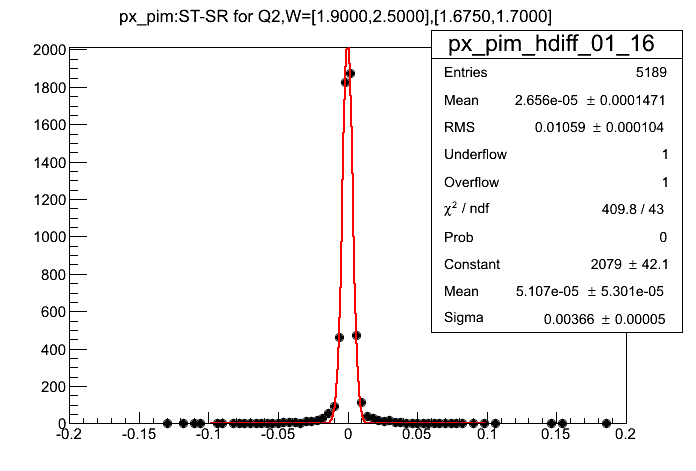 px_pim:ST-SR for Q2,W=[1.9000,2.5000],[1.6750,1.7000]
px_pim_hdiff_01_16
Entries 5189
Mean 2.656e-05 ± 0.0001471
RMS 0.01059 ± 0.000104
Underflow 1
Overflow 1
χ² / ndf 409.8 / 43
Prob 0
Constant 2079 ± 42.1
Mean 5.107e-05 ± 5.301e-05
Sigma 0.00366 ± 0.00005
2000
1800
1600
1400
1200
1000
800
600
400
200
0
-0.2 -0.15 -0.1 -0.05 0 0.05 0.1 0.15 0.2